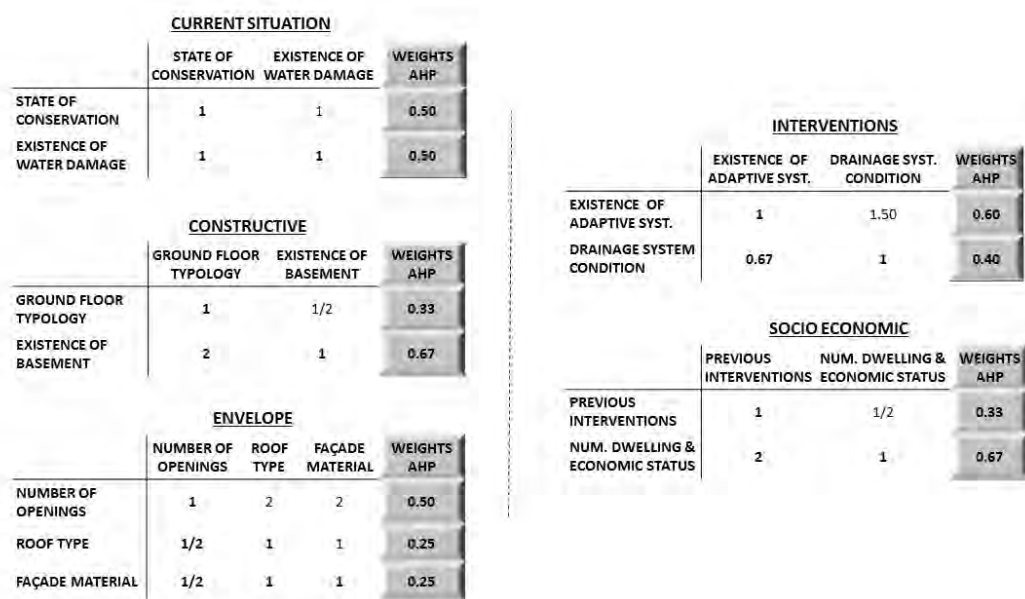 CURRENT SITUATION
STATE OF EXISTENCE OF WEIGHTS
CONSERVATION WATER DAMAGE AHP
STATE OF
CONSERVATION 1 1 0.50
EXISTENCE OF
WATER DAMAGE 1 1 0.50
CONSTRUCTIVE
GROUND FLOOR EXISTENCE OF WEIGHTS
TYPOLOGY BASEMENT AHP
GROUND FLOOR
TYPOLOGY 1 1/2 0.33
EXISTENCE OF
BASEMENT 2 1 0.67
ENVELOPE
NUMBER OF ROOF FAÇADE WEIGHTS
OPENINGS TYPE MATERIAL AHP
NUMBER OF
OPENINGS 1 2 2 0.50
ROOF TYPE 1/2 1 1 0.25
FAÇADE MATERIAL 1/2 1 1 0.25
INTERVENTIONS
EXISTENCE OF DRAINAGE SYST. WEIGHTS
ADAPTIVE SYST. CONDITION AHP
EXISTENCE OF
ADAPTIVE SYST. 1 1.50 0.60
DRAINAGE SYSTEM
CONDITION 0.67 1 0.40
SOCIO ECONOMIC
PREVIOUS NUM. DWELLING & WEIGHTS
INTERVENTIONS ECONOMIC STATUS AHP
PREVIOUS
INTERVENTIONS 1 1/2 0.33
NUM. DWELLING &
ECONOMIC STATUS 2 1 0.67